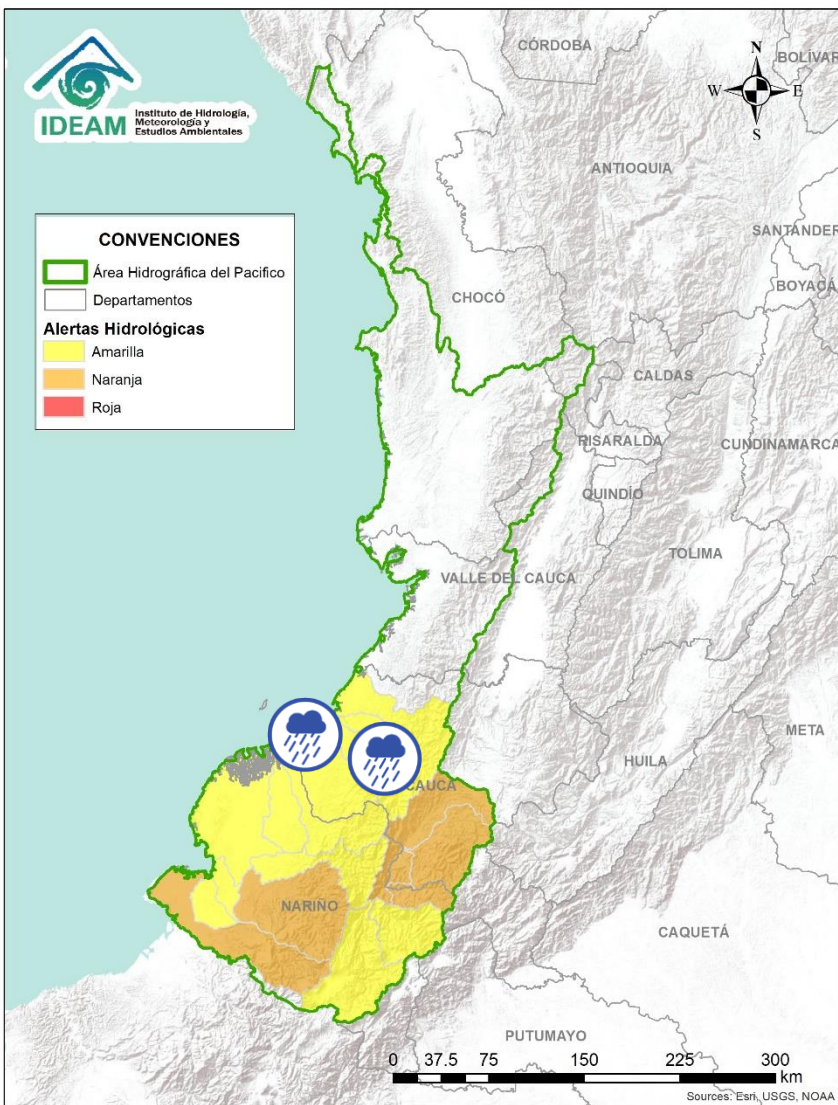 IDEAM
Instituto de Hidrología,
Meteorología y
Estudios Ambientales
CÓRDOBA
BOLÍVAR
N
W
E
S
ANTIOQUIA
SANTANDER
BOYACÁ
CONVENCIONES
Área Hidrográfica del Pacifico
Departamentos
Alertas Hidrológicas
Amarilla
Naranja
Roja
CHOCÓ
CALDAS
RISARALDA
CUNDINAMARCA
QUINDÍO
TOLIMA
VALLE DEL CAUCA
META
HUILA
CAUCA
NARIÑO
CAQUETÁ
PUTUMAYO
0 37.5 75 150 225 300
km
Sources: Esri, USGS, NOAA